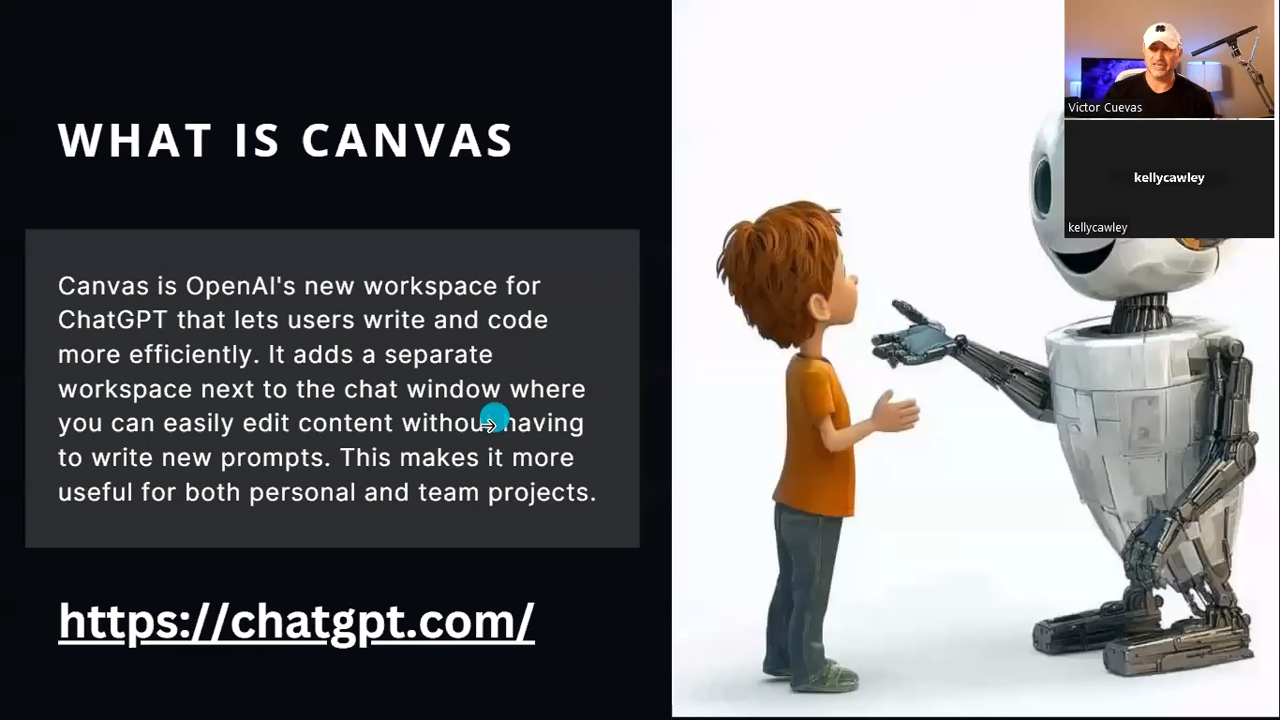 WHAT IS CANVAS
Canvas is OpenAI's new workspace for
ChatGPT that lets users write and code
more efficiently. It adds a separate
workspace next to the chat window where
you can easily edit content without having
to write new prompts. This makes it more
useful for both personal and team projects.
https://chatgpt.com/
Victor Cuevas
kellycawley
kellycawley